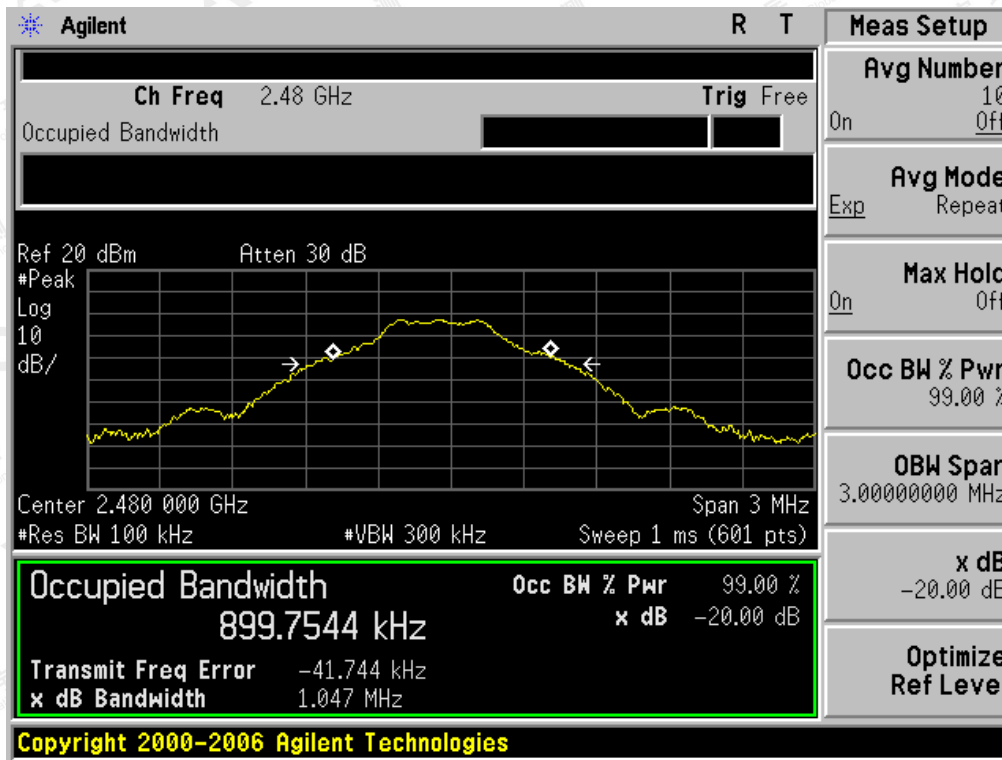 Agilent R T
Ch Freq 2.48 GHz Trig Free
Occupied Bandwidth
Ref 20 dBm Atten 30 dB
#Peak
Log
10
dB/
Center 2.480 000 GHz Span 3 MHz
#Res BW 100 kHz #VBW 300 kHz Sweep 1 ms (601 pts)
Occupied Bandwidth
899.7544 kHz
Occ BW % Pwr 99.00 %
x dB -20.00 dB
Transmit Freq Error -41.744 kHz
x dB Bandwidth 1.047 MHz
Copyright 2000-2006 Agilent Technologies
Meas Setup
Avg Number
10
On Off
Avg Mode
Exp Repeat
Max Hold
On Off
Occ BW % Pwr
99.00 %
OBW Span
3.00000000 MHz
x dB
-20.00 dB
Optimize
Ref Level